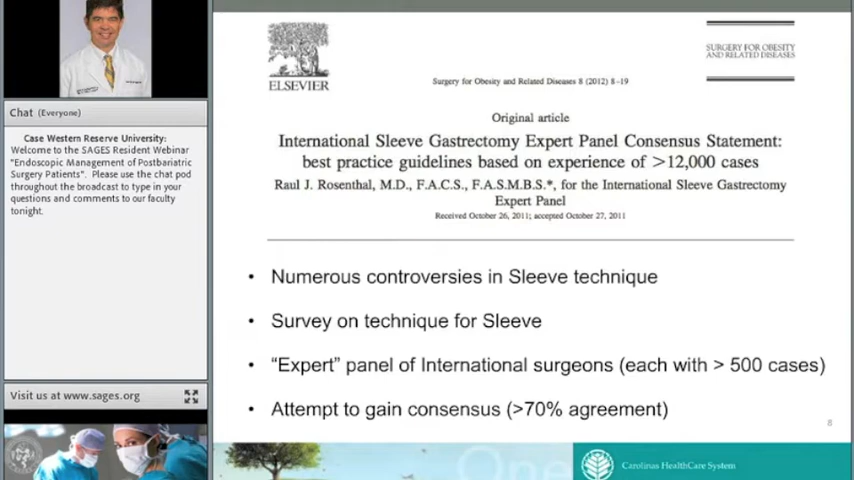 Chat (Everyone)
Case Western Reserve University:
Welcome to the SAGES Resident Webinar
"Endoscopic Management of Postbariatric
Surgery Patients". Please use the chat pod
throughout the broadcast to type in your
questions and comments to our faculty
tonight.
Visit us at www.sages.org
ELSEVIER
SURGERY FOR OBESITY
AND RELATED DISEASES
Surgery for Obesity and Related Diseases 8 (2012) 8-19
Original article
International Sleeve Gastrectomy Expert Panel Consensus Statement:
best practice guidelines based on experience of >12,000 cases
Raul J. Rosenthal, M.D., F.A.C.S., F.A.S.M.B.S.*, for the International Sleeve Gastrectomy
Expert Panel
Received October 26, 2011; accepted October 27, 2011
• Numerous controversies in Sleeve technique
• Survey on technique for Sleeve
• “Expert” panel of International surgeons (each with > 500 cases)
• Attempt to gain consensus (>70% agreement)
8
Carolinas HealthCare System